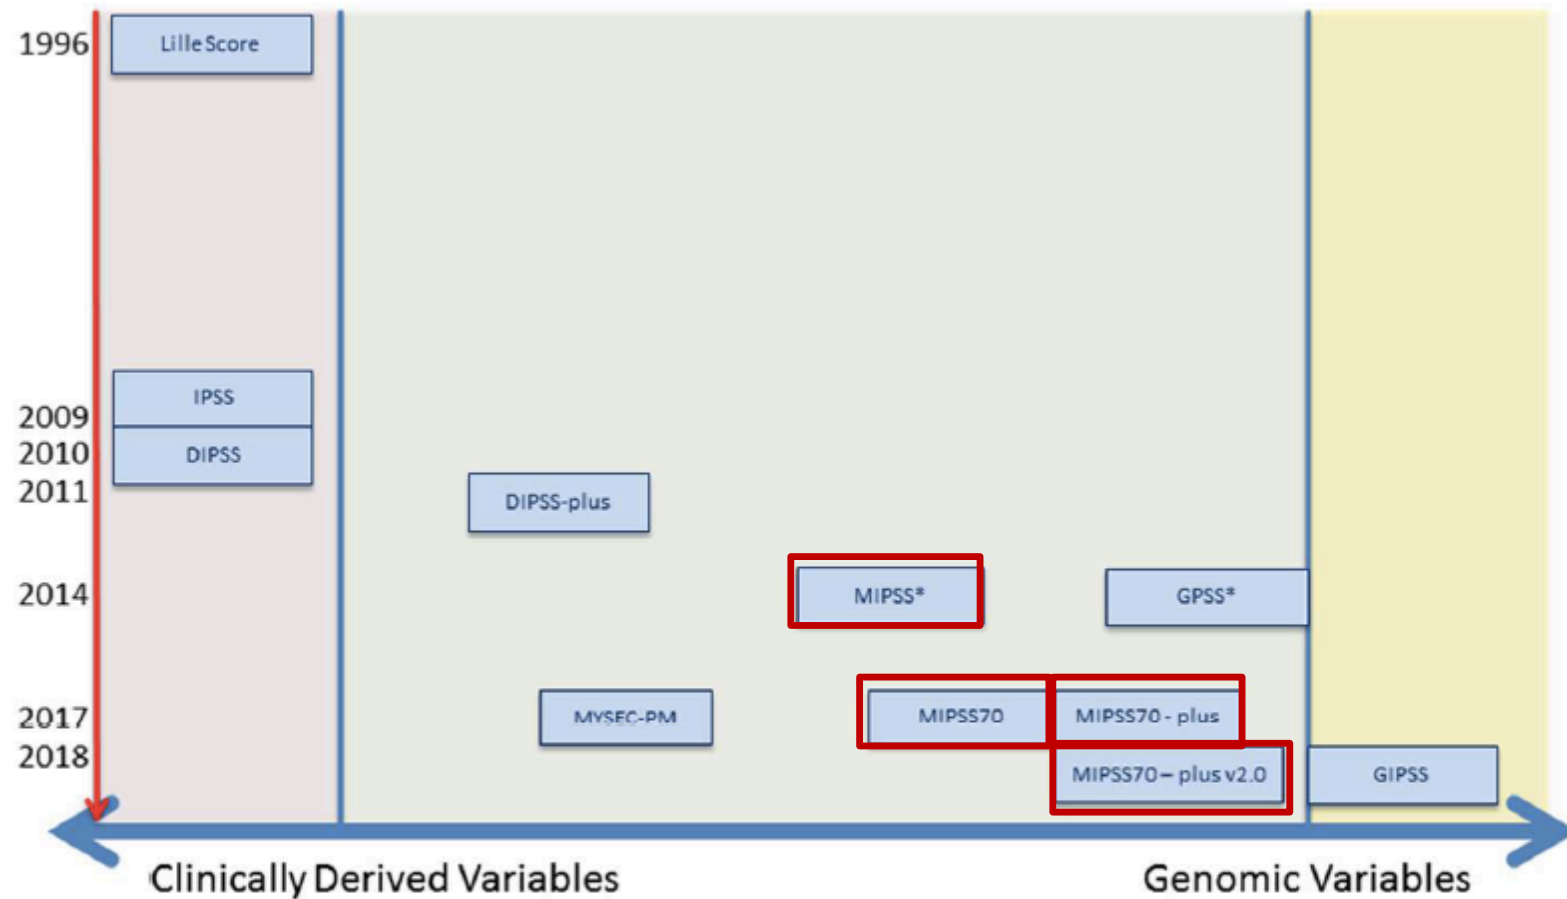 1996
Lille Score
IPSS
2009
2010
DIPSS
2011
DIPSS-plus
2014
MIPSS*
GPSS*
2017
MYSEC-PM
MIPSS70
MIPSS70 - plus
2018
MIPSS70 – plus v2.0
GIPSS
Clinically Derived Variables
Genomic Variables